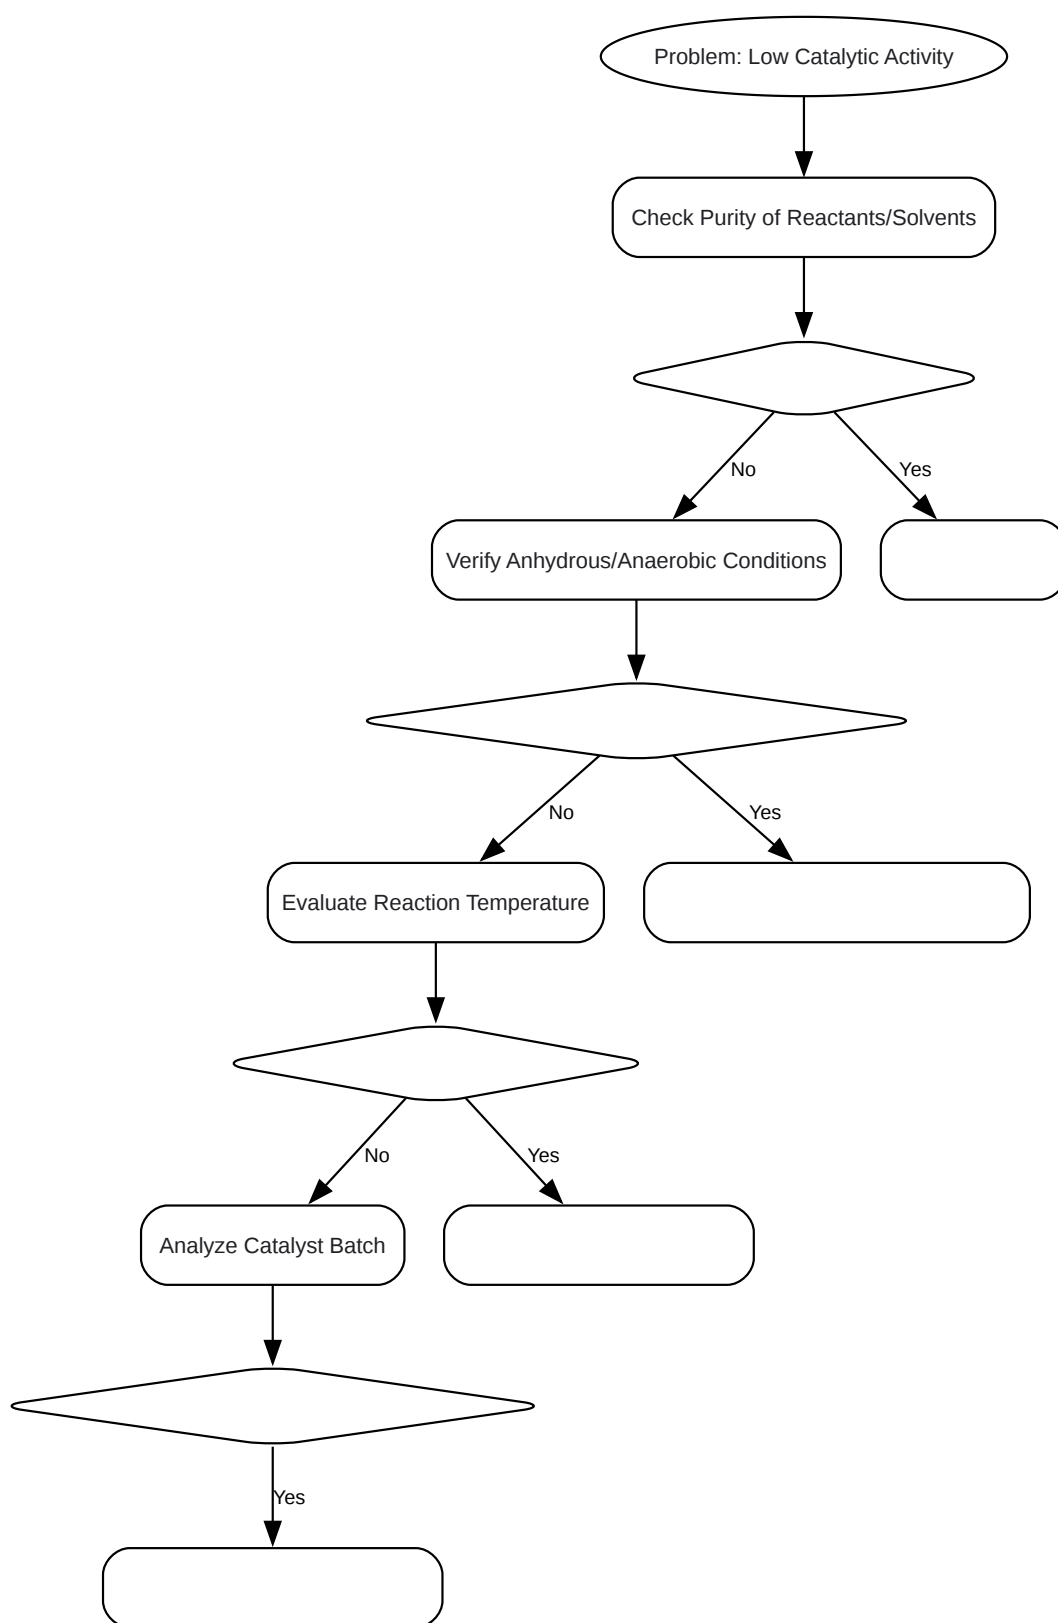 Problem: Low Catalytic Activity
Check Purity of Reactants/Solvents
No
Yes
Verify Anhydrous/Anaerobic Conditions
No
Yes
Evaluate Reaction Temperature
No
Yes
Analyze Catalyst Batch
Yes